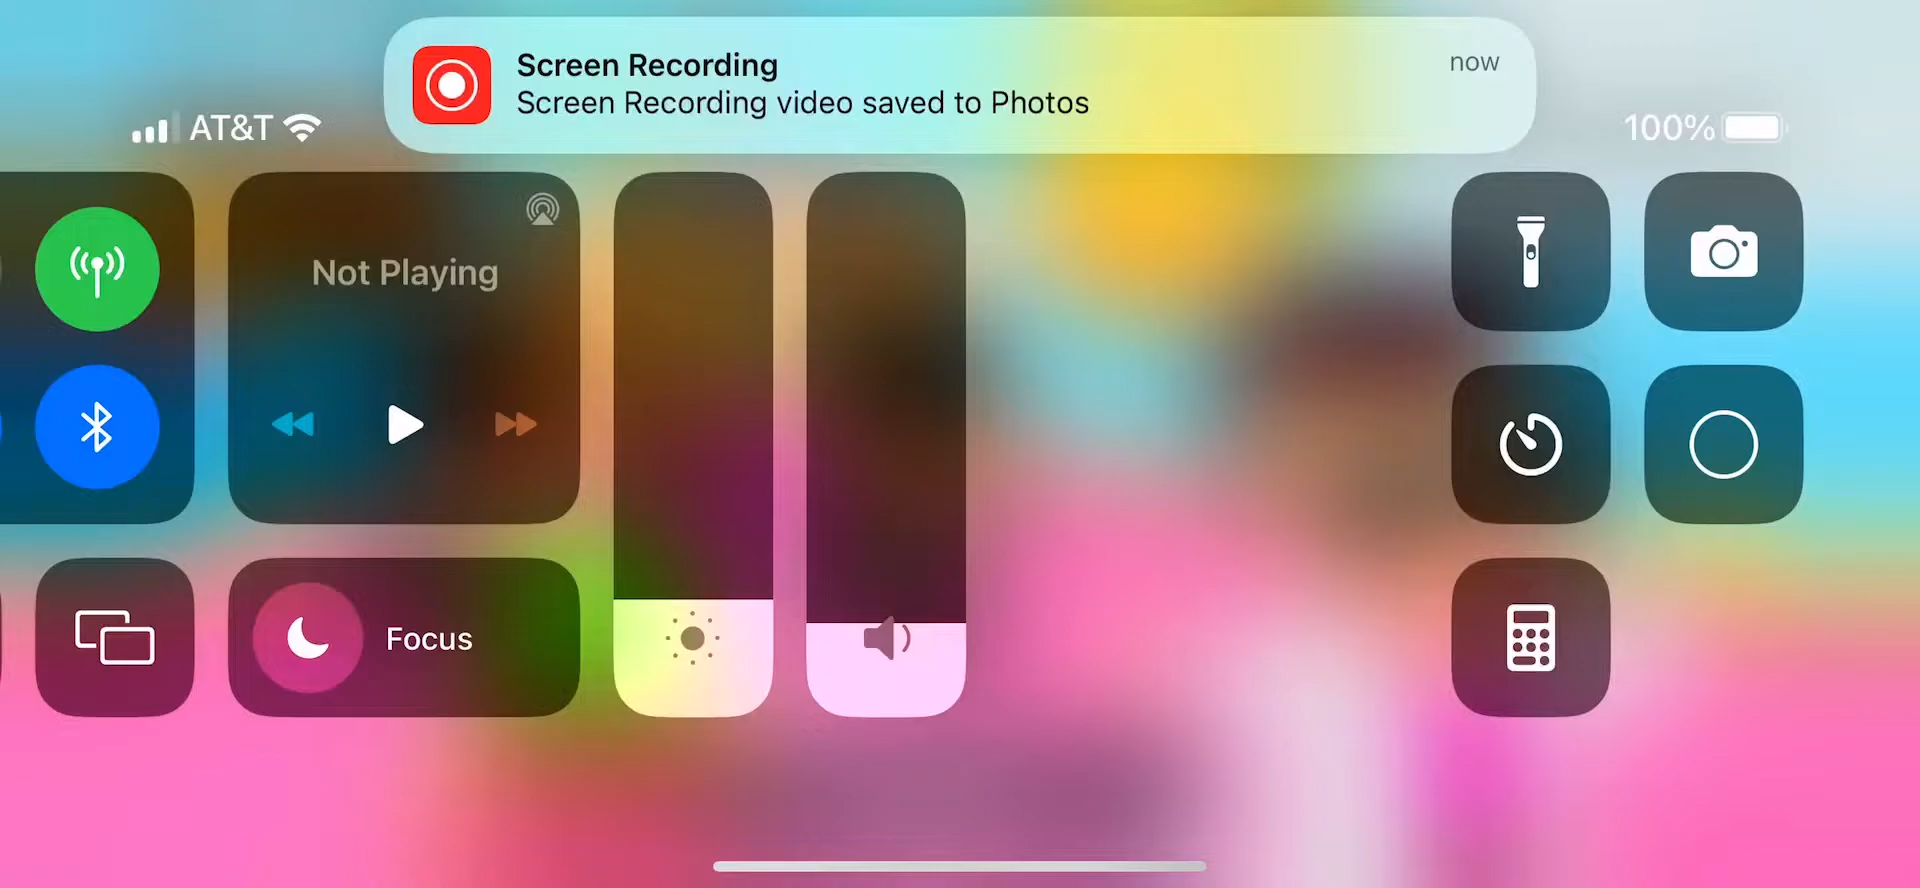 Screen Recording
now
Screen Recording video saved to Photos
AT&T
100%
Not Playing
Focus